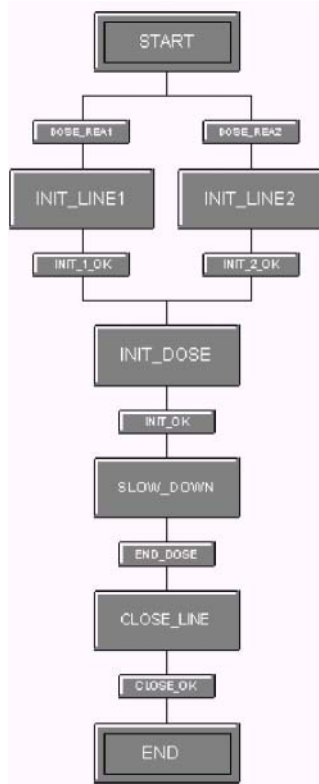 START
DOSE_REA1
DOSE_REA2
INIT_LINE1
INIT_LINE2
INIT_1_OK
INIT_2_OK
INIT_DOSE
INIT_OK
SLOW_DOWN
END_DOSE
CLOSE_LINE
CLOSE_OK
END